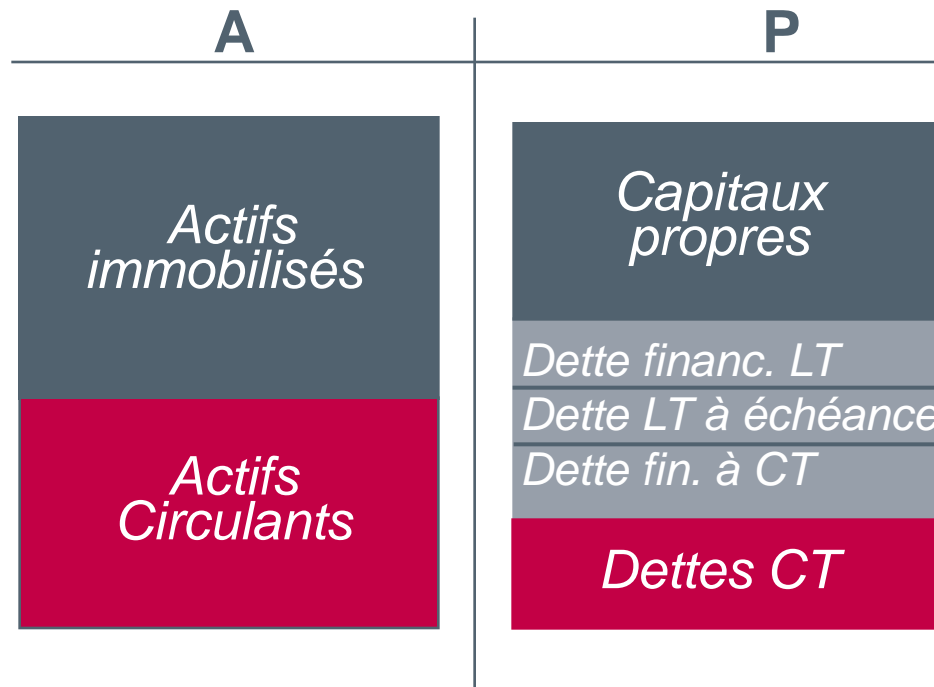 A
P
Actifs
immobilisés
Actifs
Circulants
Capitaux
propres
Dette financ. LT
Dette LT à échéance
Dette fin. à CT
Dettes CT